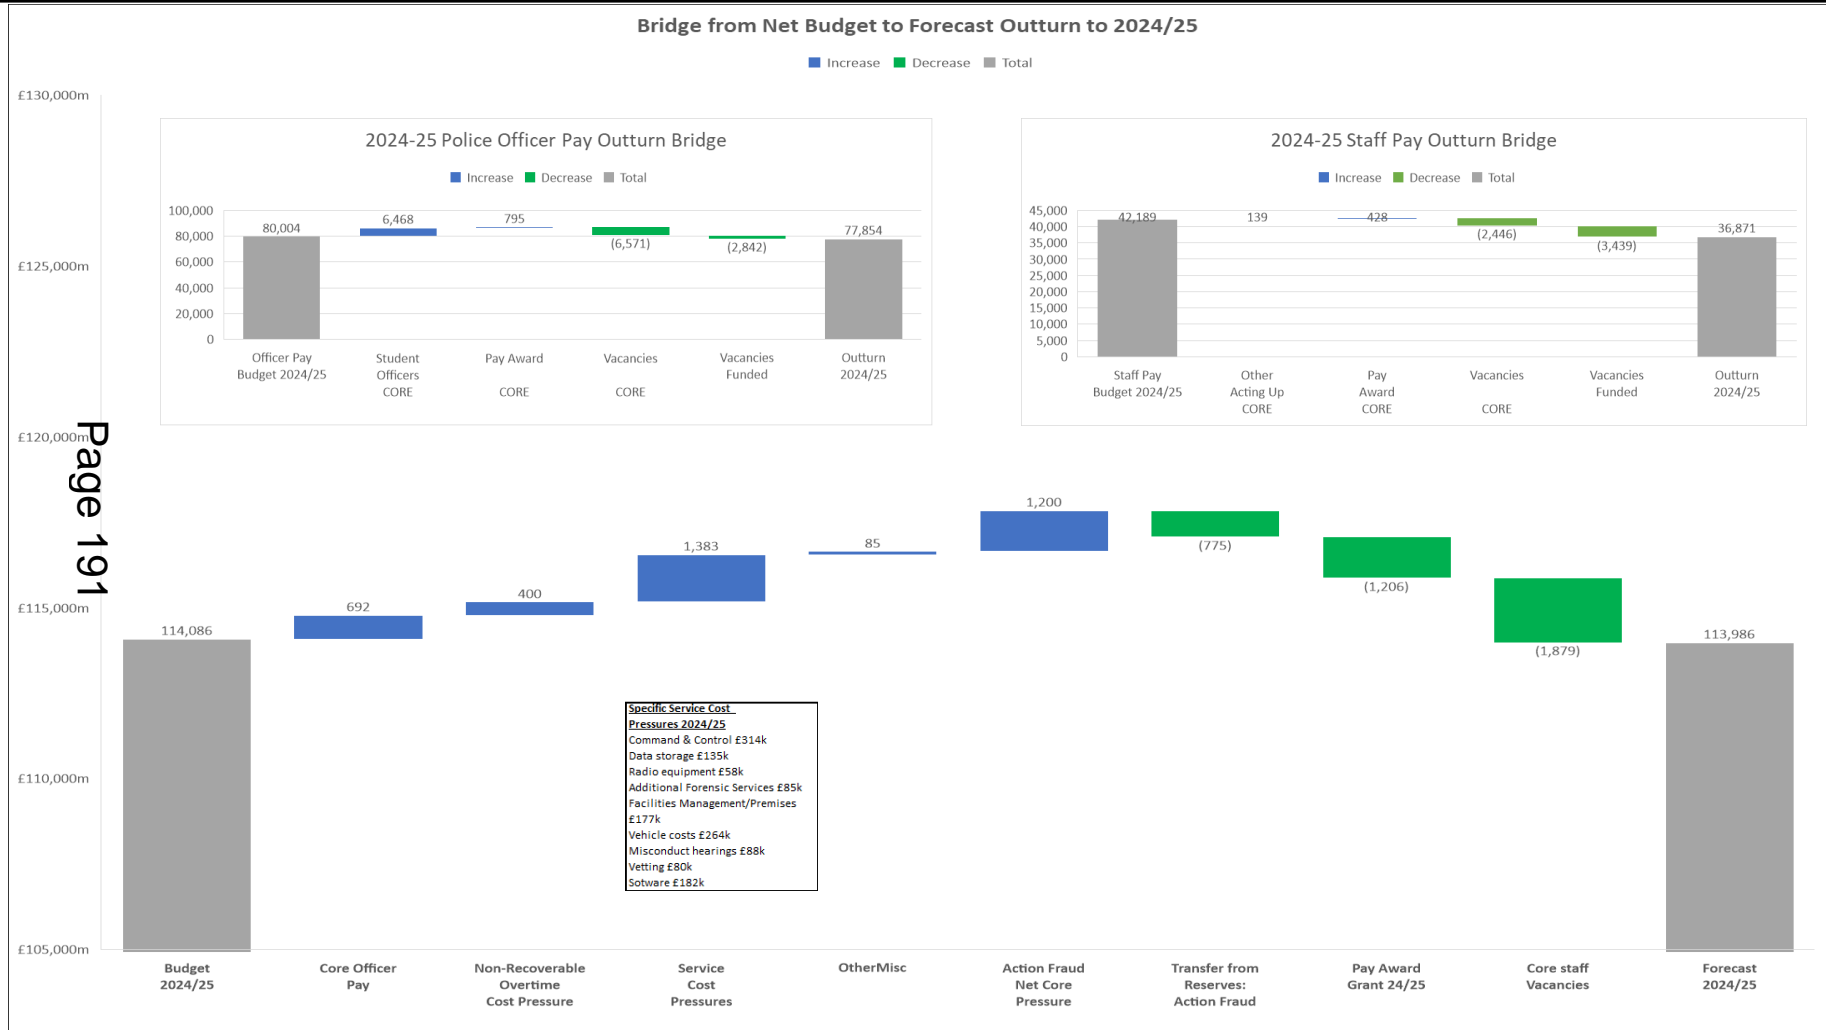 Bridge from Net Budget to Forecast Outturn to 2024/25
Increase Decrease Total
£130,000m
£125,000m
£120,000m
£115,000m
£110,000m
£105,000m
Page 191
2024-25 Police Officer Pay Outturn Bridge
Increase Decrease Total
100,000
80,000
60,000
40,000
20,000
0
80,004
6,468
795
(6,571)
(2,842)
77,854
Officer Pay
Budget 2024/25
Student
Officers
CORE
Pay Award
CORE
Vacancies
CORE
Vacancies
Funded
Outturn
2024/25
2024-25 Staff Pay Outturn Bridge
Increase Decrease Total
45,000
40,000
35,000
30,000
25,000
20,000
15,000
10,000
5,000
0
42,189
139
428
(2,446)
(3,439)
36,871
Staff Pay
Budget 2024/25
Other
Acting Up
CORE
Pay
Award
CORE
Vacancies
CORE
Vacancies
Funded
Outturn
2024/25
114,086
692
400
1,383
85
1,200
(775)
(1,206)
(1,879)
113,986
Specific Service Cost
Pressures 2024/25
Command & Control £314k
Data storage £135k
Radio equipment £58k
Additional Forensic Services £85k
Facilities Management/Premises
£177k
Vehicle costs £264k
Misconduct hearings £88k
Vetting £80k
Sotware £182k
Budget
2024/25
Core Officer
Pay
Non-Recoverable
Overtime
Cost Pressure
Service
Cost
Pressures
OtherMisc
Action Fraud
Net Core
Pressure
Transfer from
Reserves:
Action Fraud
Pay Award
Grant 24/25
Core staff
Vacancies
Forecast
2024/25